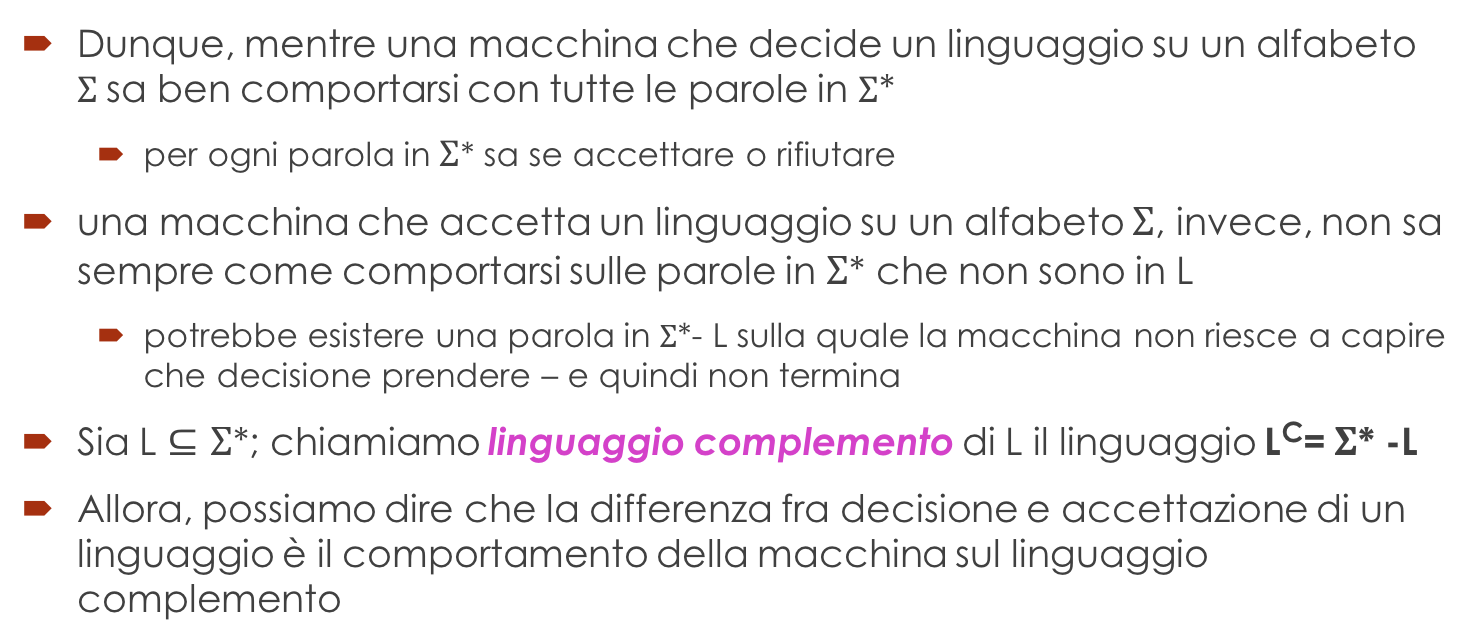 Dunque, mentre una macchina che decide un linguaggio su un alfabeto
Σ sa ben comportarsi con tutte le parole in Σ*
per ogni parola in Σ* sa se accettare o rifiutare
una macchina che accetta un linguaggio su un alfabeto Σ, invece, non sa
sempre come comportarsi sulle parole in Σ* che non sono in L
potrebbe esistere una parola in Σ*- L sulla quale la macchina non riesce a capire
che decisione prendere – e quindi non termina
Sia L ⊆ Σ*; chiamiamo linguaggio complemento di L il linguaggio Lᶜ= Σ* -L
Allora, possiamo dire che la differenza fra decisione e accettazione di un
linguaggio è il comportamento della macchina sul linguaggio
complemento